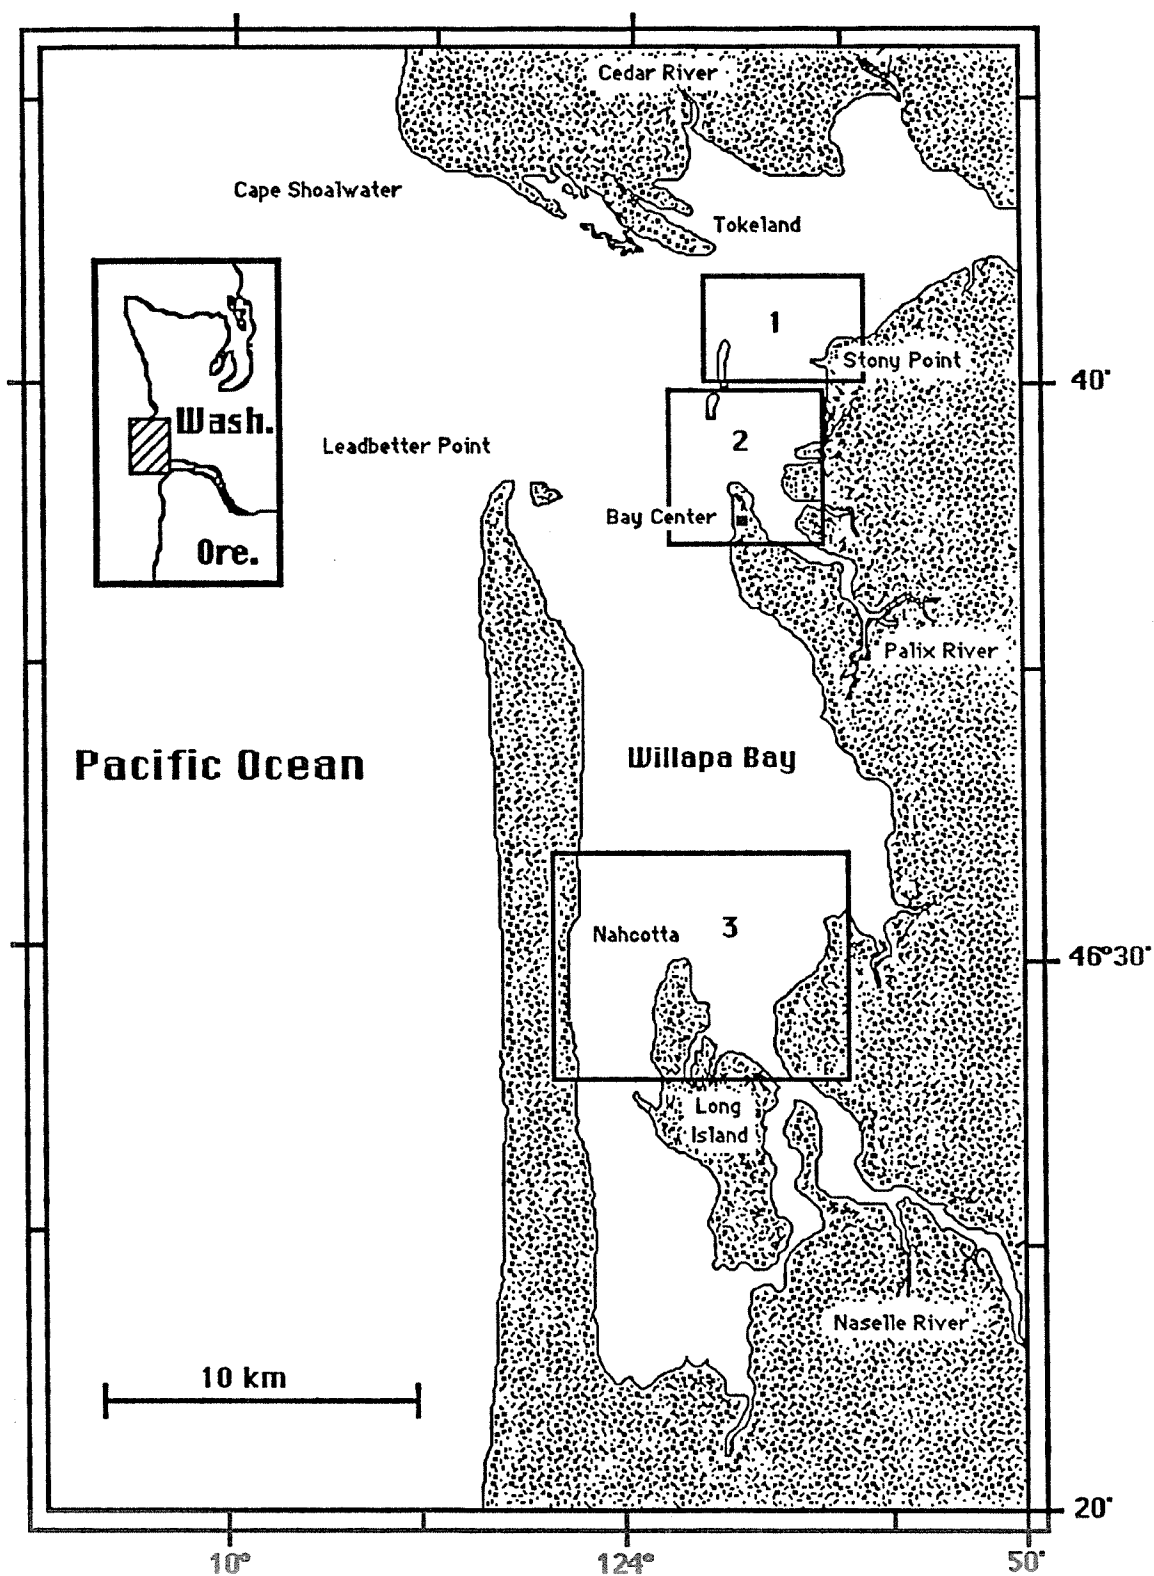 Cedar River
Cape Shoalwater
Tokeland
1
Stony Point
40'
Wash.
Leadbetter Point
2
Bay Center
Ore.
Palix River
Pacific Ocean
Willapa Bay
Nahcotta
3
46°30'
Long
Island
Naselle River
10 km
20'
10°
124°
50'